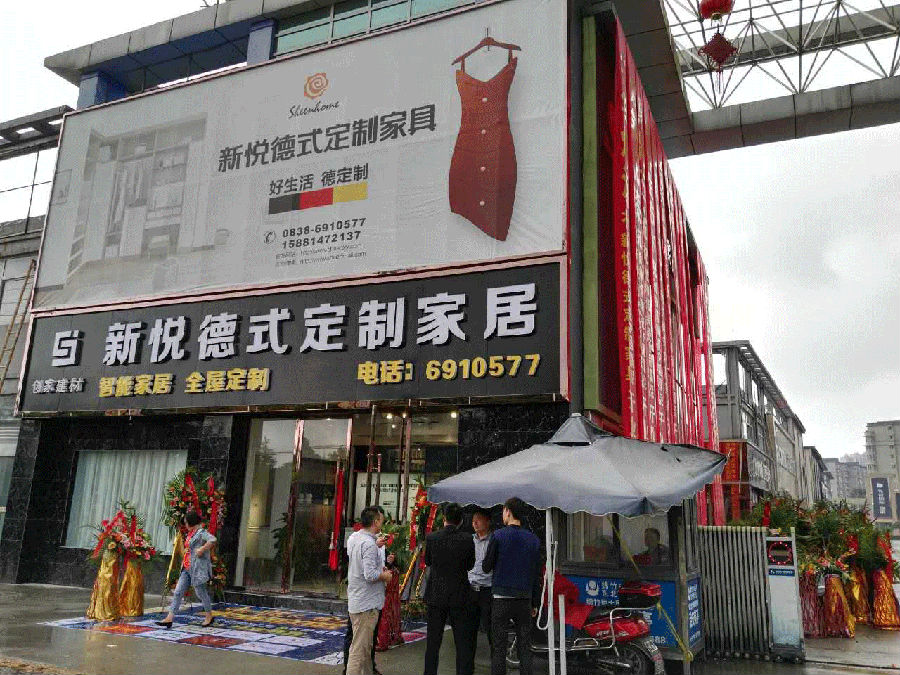 Sheenhome
新悦德式定制家具
好生活 德定制
0838-6910577
15881472137
新悦德式定制家居
创家建材
智能家居 全屋定制
电话：6910577